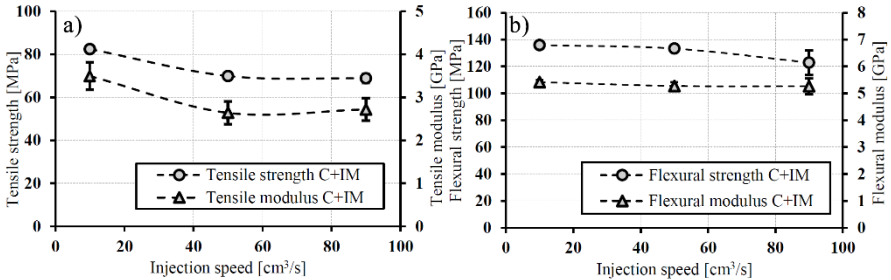 a)
Tensile strength [MPa]
100
80
60
40
20
0
5
4
3
2
1
0
Tensile modulus [GPa]
Tensile strength C+IM
Tensile modulus C+IM
0 20 40 60 80 100
Injection speed [cm³/s]
b)
Flexural strength [MPa]
160
140
120
100
80
60
40
20
0
8
7
6
5
4
3
2
1
0
Flexural modulus [GPa]
Flexural strength C+IM
Flexural modulus C+IM
0 20 40 60 80 100
Injection speed [cm³/s]